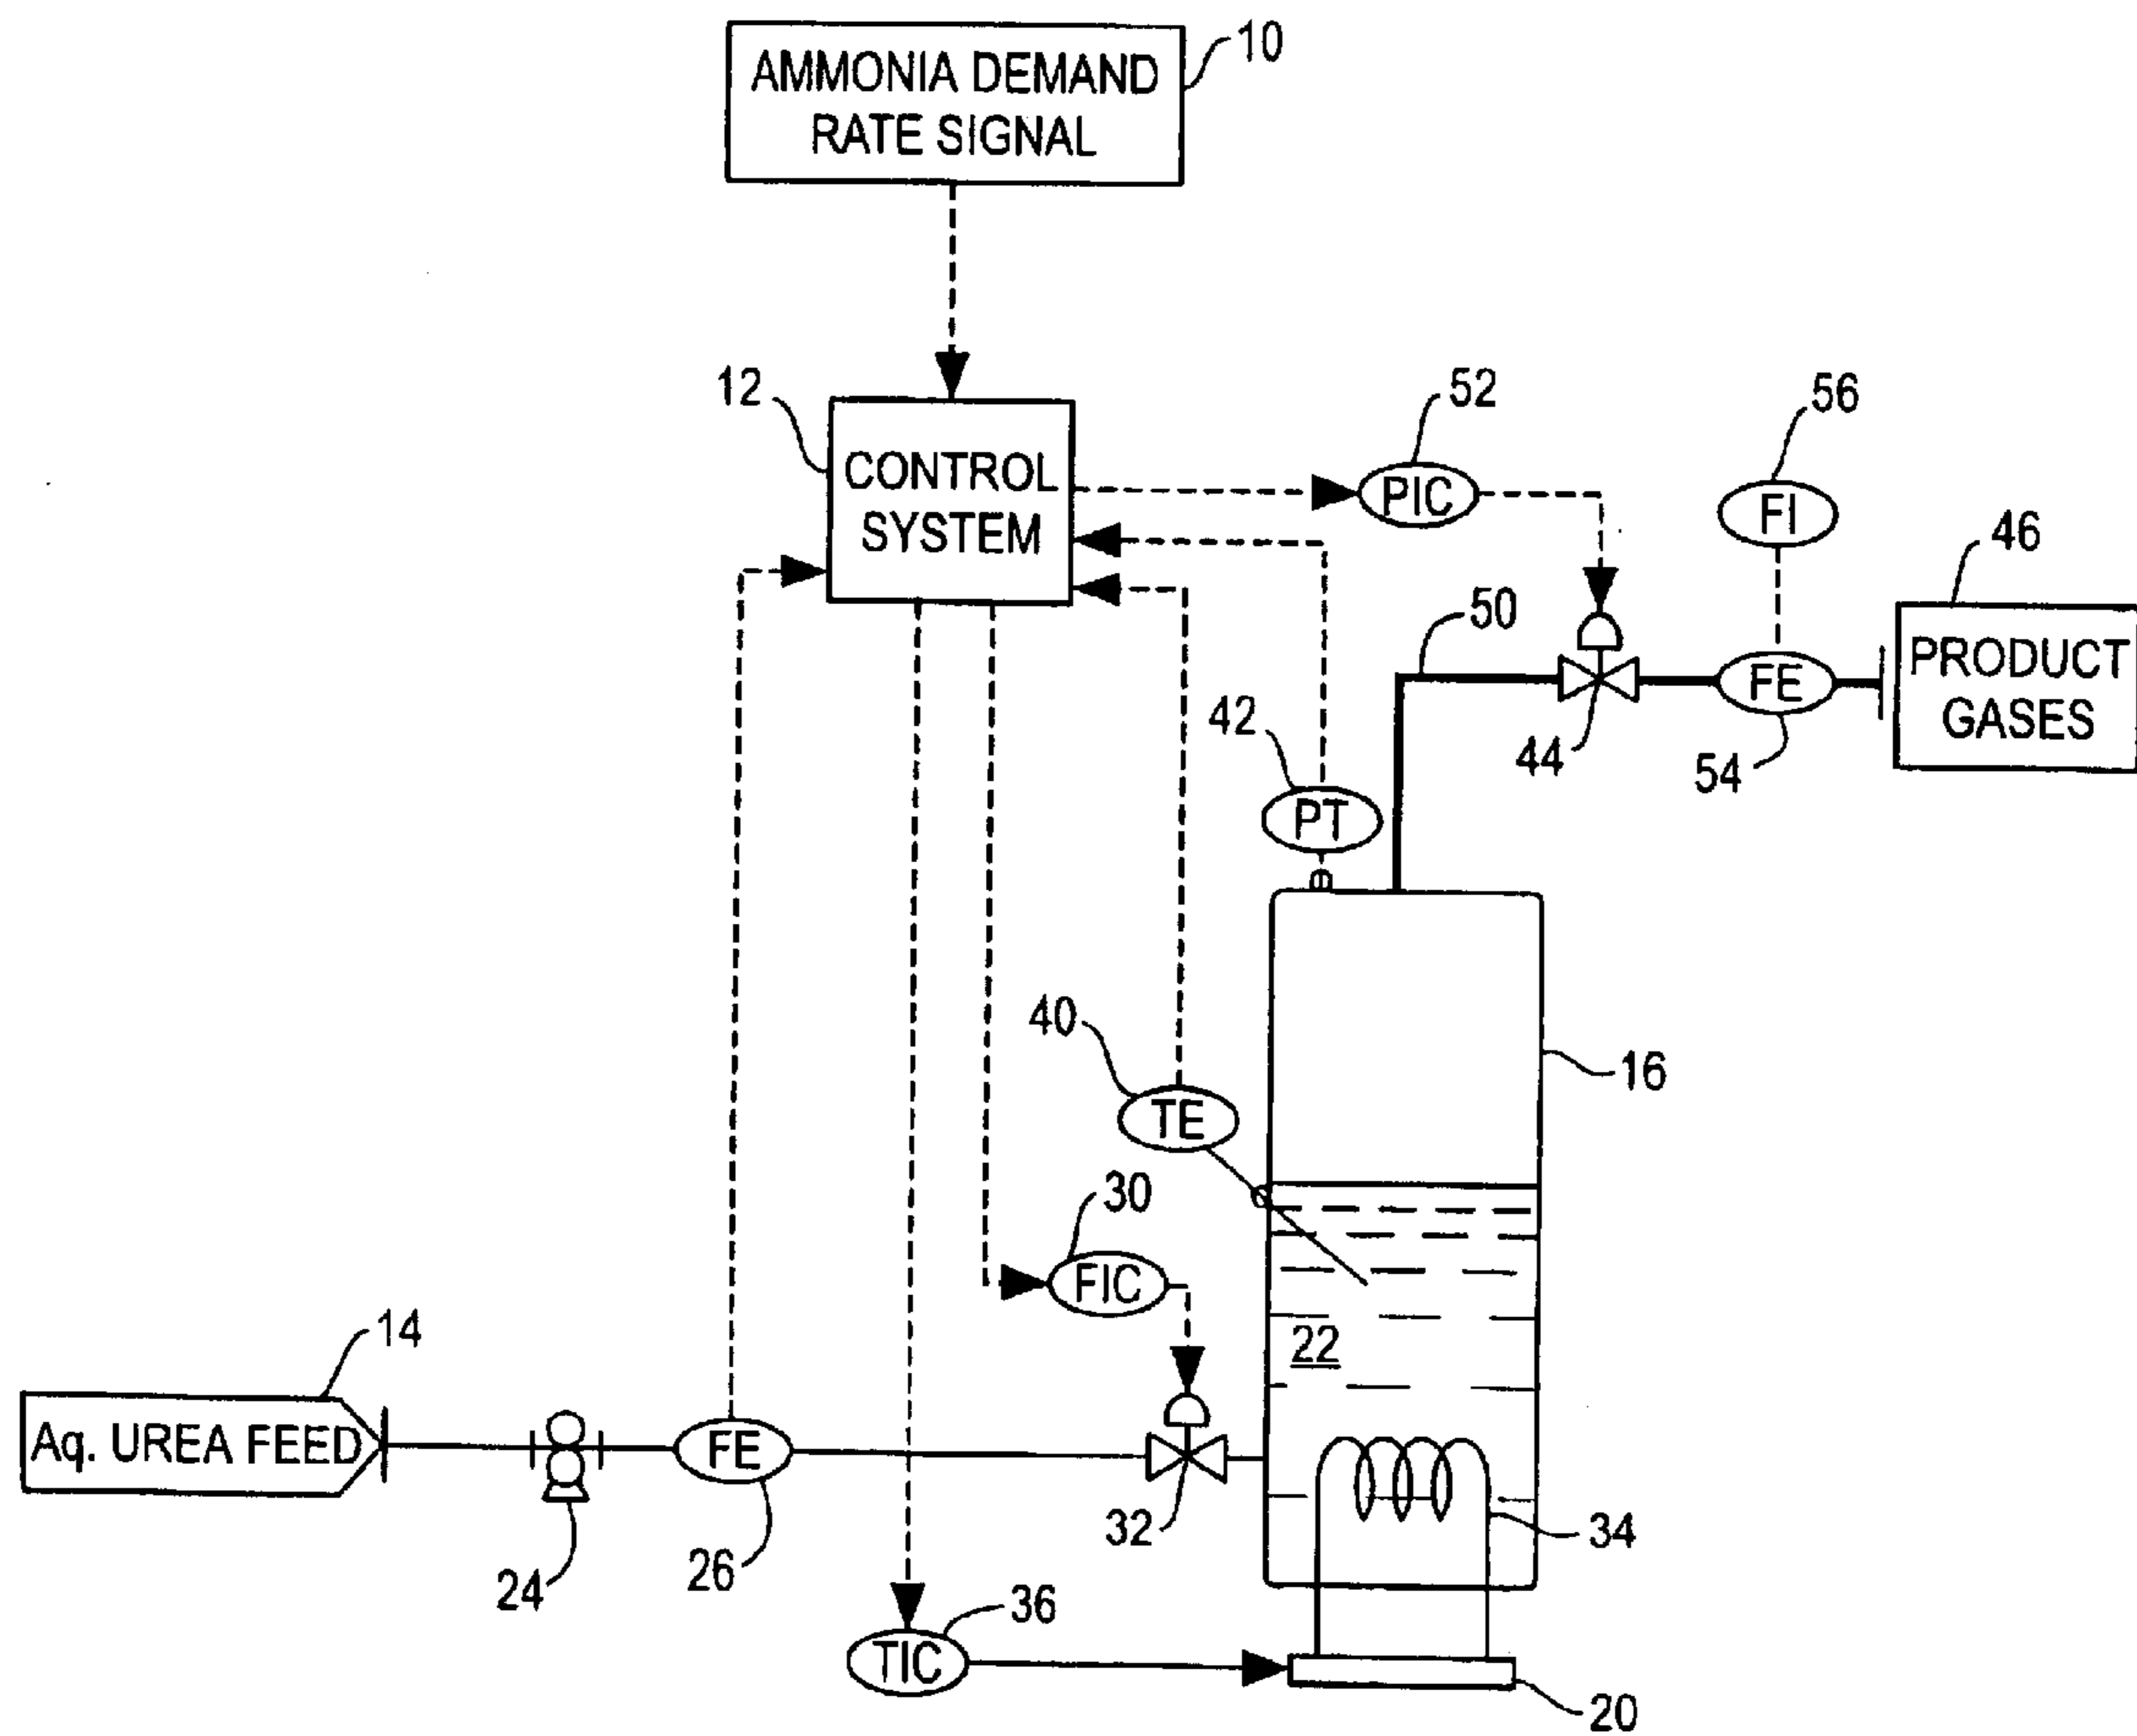 10
AMMONIA DEMAND
RATE SIGNAL
12
CONTROL
SYSTEM
52
PIC
56
FI
46
PRODUCT
GASES
50
FE
44
54
42
PT
16
40
TE
30
FIC
22
14
Aq. UREA FEED
FE
24
26
32
34
36
TIC
20